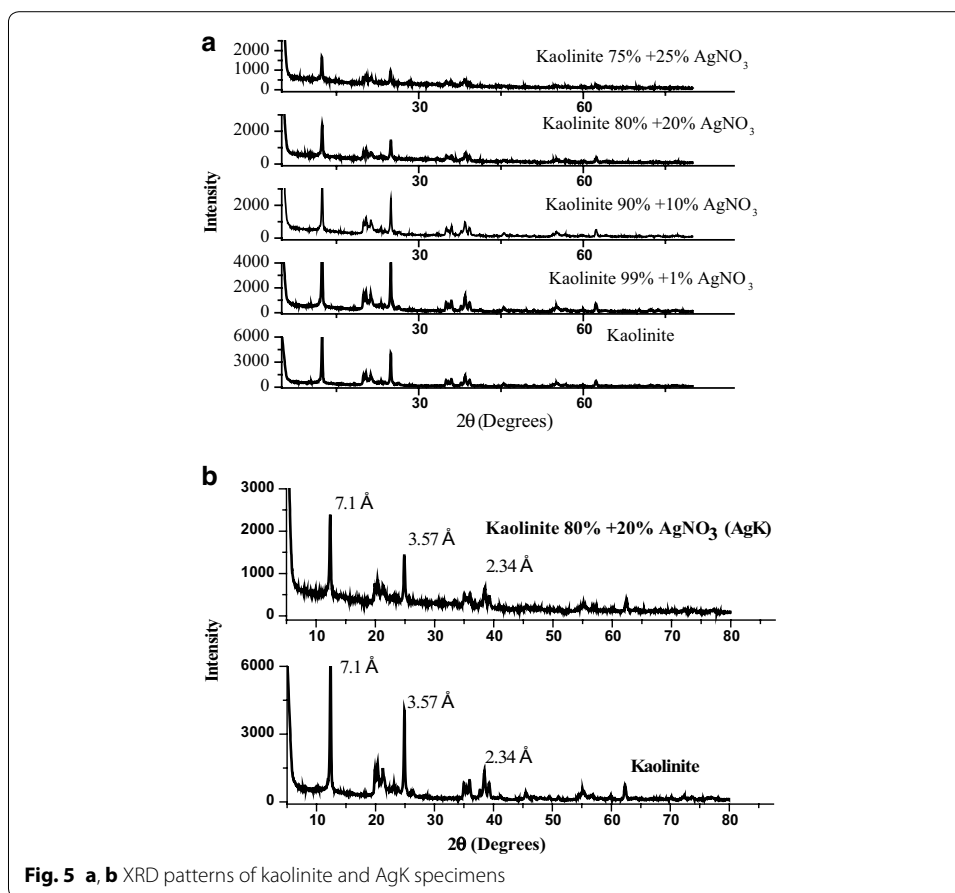 a
2000
1000
0
Kaolinite 75% +25% AgNO3
30 60
2000
0
Kaolinite 80% +20% AgNO3
30 60
2000
0
Kaolinite 90% +10% AgNO3
30 60
4000
2000
0
Kaolinite 99% +1% AgNO3
30 60
6000
3000
0
Kaolinite
30 60
Intensity
2θ (Degrees)
b
3000
2000
1000
0
7.1 Å
3.57 Å
2.34 Å
Kaolinite 80% +20% AgNO3 (AgK)
10 20 30 40 50 60 70 80
6000
3000
0
7.1 Å
3.57 Å
2.34 Å
Kaolinite
10 20 30 40 50 60 70 80
Intensity
2θ (Degrees)
Fig. 5 a, b XRD patterns of kaolinite and AgK specimens